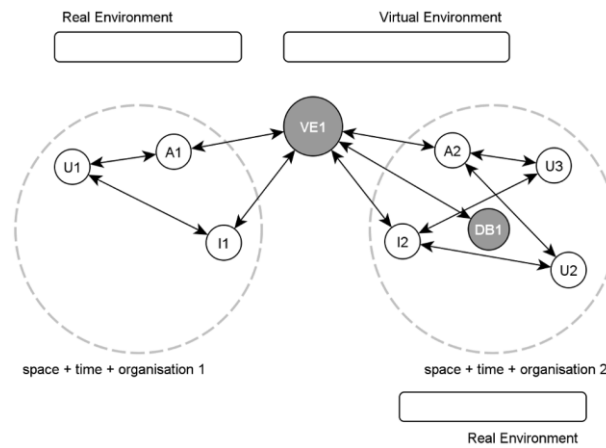 Real Environment
Virtual Environment
VE1
A1
A2
U1
U3
I1
I2
DB1
U2
space + time + organisation 1
space + time + organisation 2
Real Environment